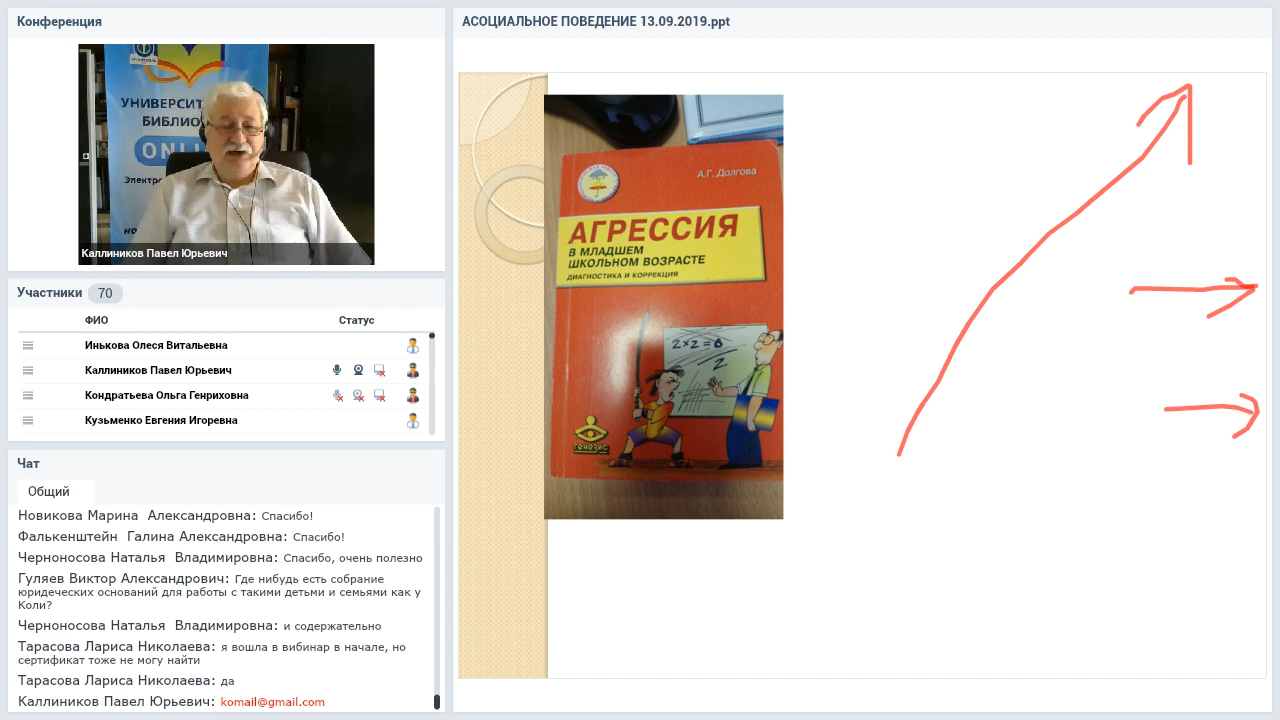 Конференция
УНИВЕРСИТ
БИБЛИО
ONLI
Электро
Каллиников Павел Юрьевич
Участники 70
ФИО Статус
Инькова Олеся Витальевна
Каллиников Павел Юрьевич
Кондратьева Ольга Генриховна
Кузьменко Евгения Игоревна
Чат
Общий
Новикова Марина Александровна: Спасибо!
Фалькенштейн Галина Александровна: Спасибо!
Черноносова Наталья Владимировна: Спасибо, очень полезно
Гуляев Виктор Александрович: Где нибудь есть собрание
юридеческих оснований для работы с такими детьми и семьями как у
Коли?
Черноносова Наталья Владимировна: и содержательно
Тарасова Лариса Николаевна: я вошла в вибинар в начале, но
сертификат тоже не могу найти
Тарасова Лариса Николаевна: да
Каллиников Павел Юрьевич: komail@gmail.com
АСОЦИАЛЬНОЕ ПОВЕДЕНИЕ 13.09.2019.ppt
А.Г. Долгова
АГРЕССИЯ
В МЛАДШЕМ
ШКОЛЬНОМ ВОЗРАСТЕ
ДИАГНОСТИКА И КОРРЕКЦИЯ
2×2=8
2
ГЕНЕЗИС